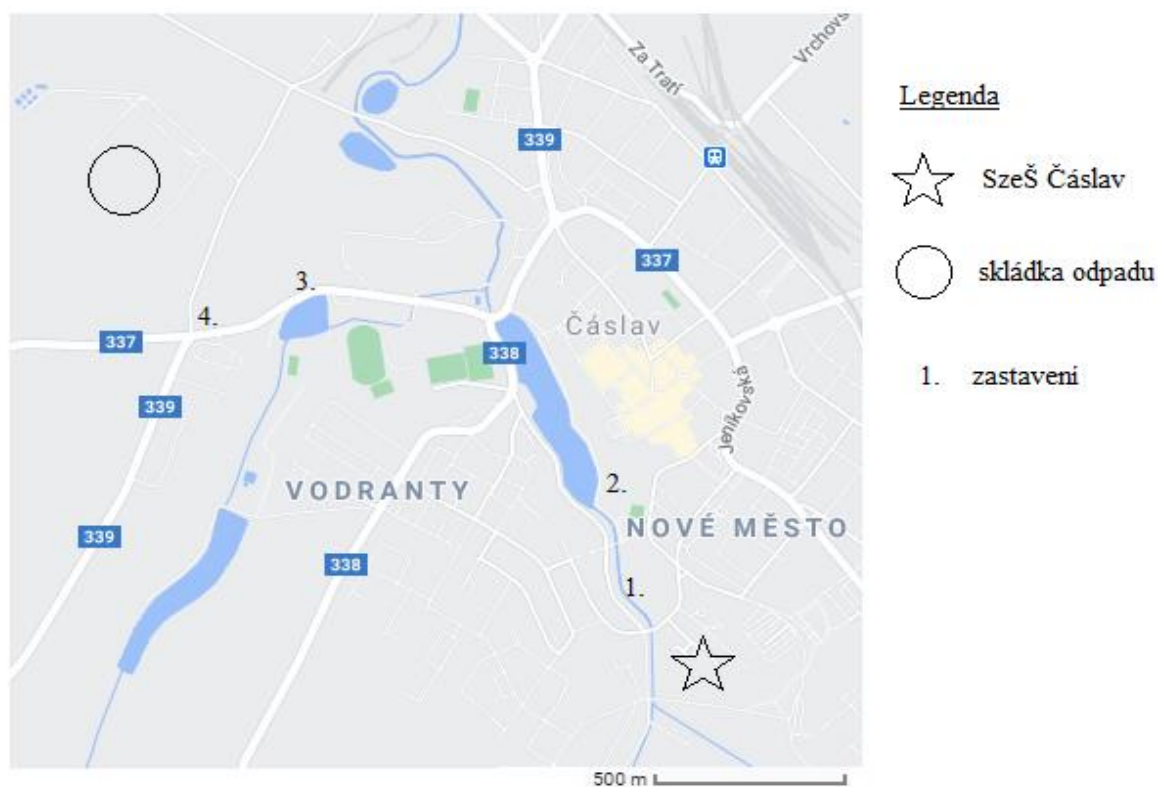 Za Tratí
Vrchovs
Legenda
339
SzeŠ Čáslav
337
skládka odpadu
3.
4.
Čáslav
337
338
1. zastavení
339
Jeníkovská
2.
VODRANTY
NOVÉ MĚSTO
339
338
1.
500 m